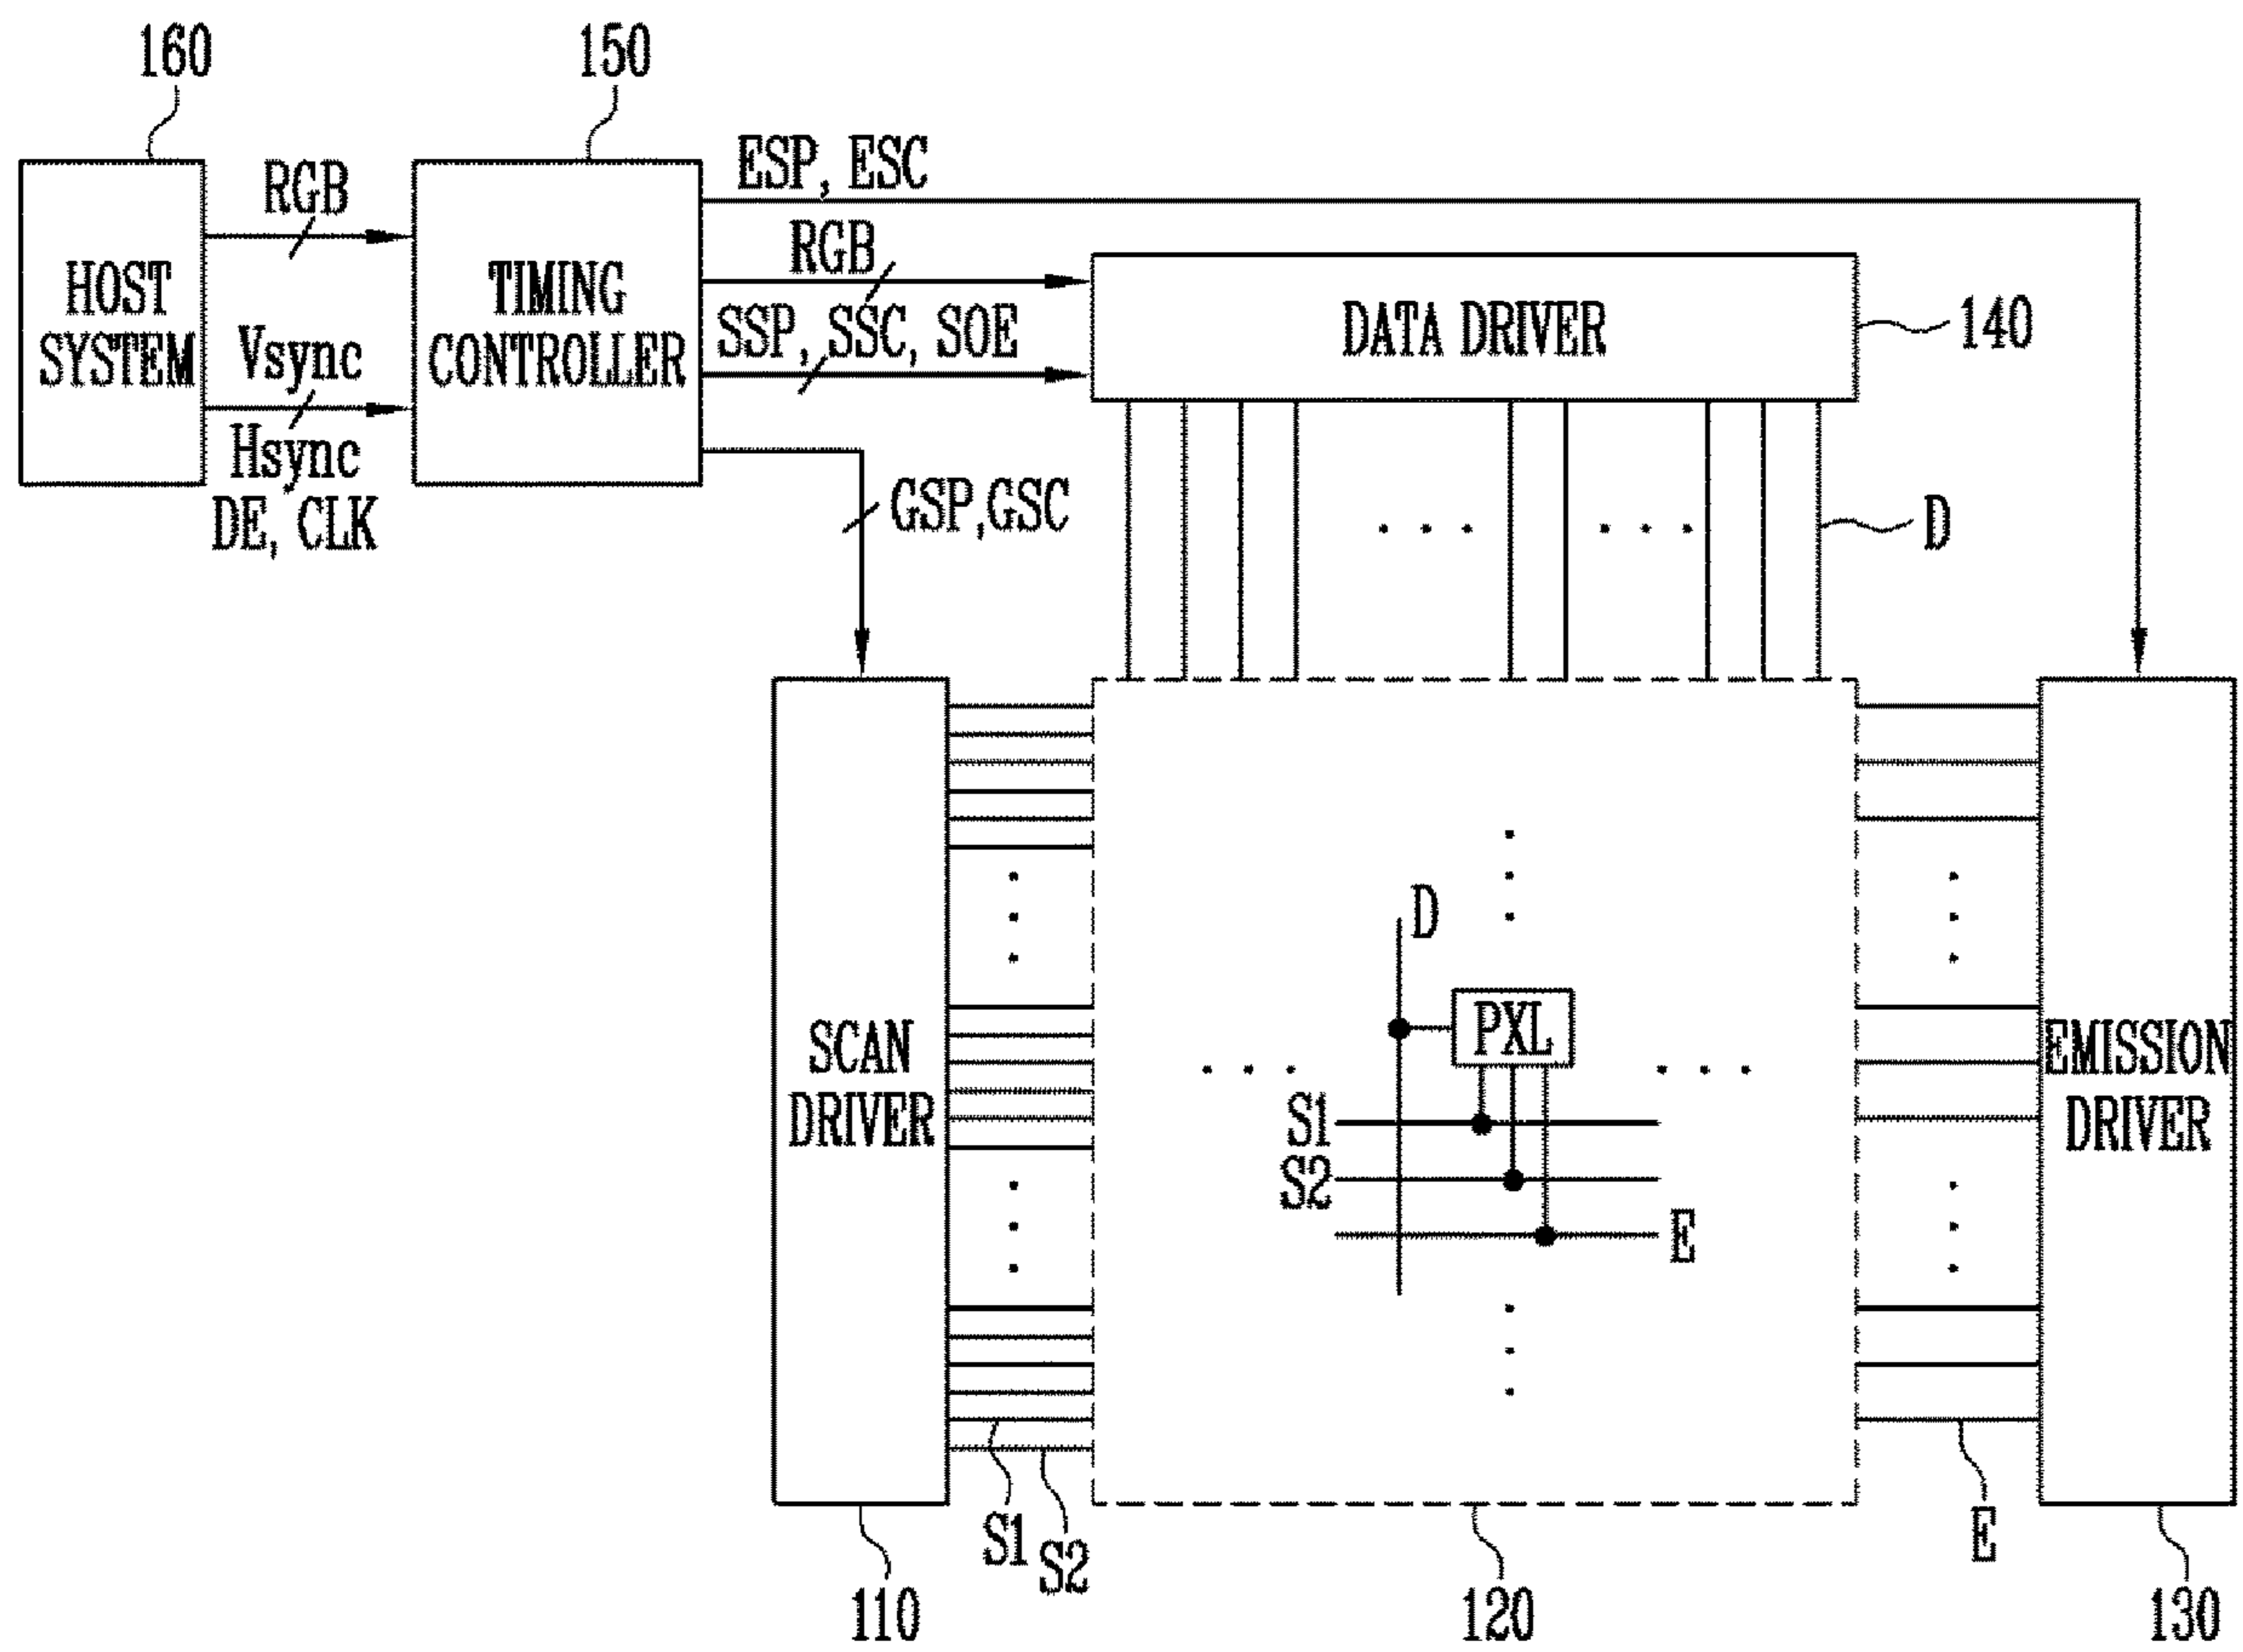 160
150
ESP, ESC
RGB
RGB
HOST
SYSTEM
TIMING
CONTROLLER
DATA DRIVER
140
SSP, SSC, SOE
Vsync
Hsync
DE, CLK
GSP,GSC
D
D
PXL
SCAN
DRIVER
EMISSION
DRIVER
S1
S2
E
S1
S2
E
110
120
130